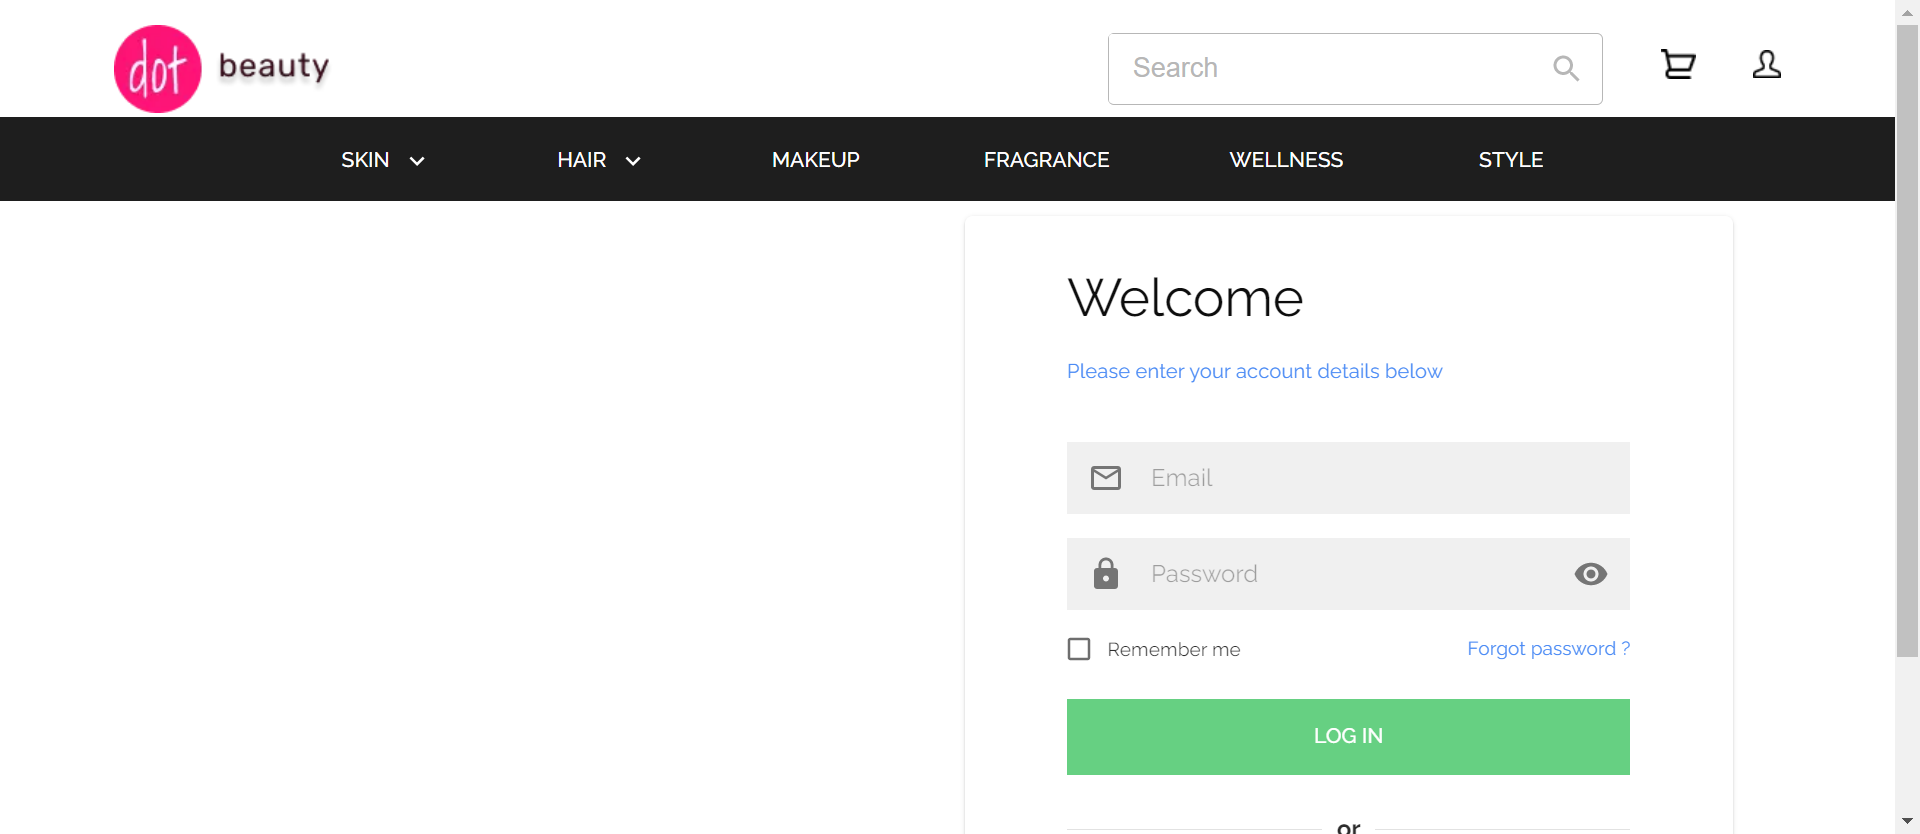 dot beauty
Search
SKIN HAIR MAKEUP FRAGRANCE WELLNESS STYLE
Welcome
Please enter your account details below
Email
Password
Remember me Forgot password ?
LOG IN
or